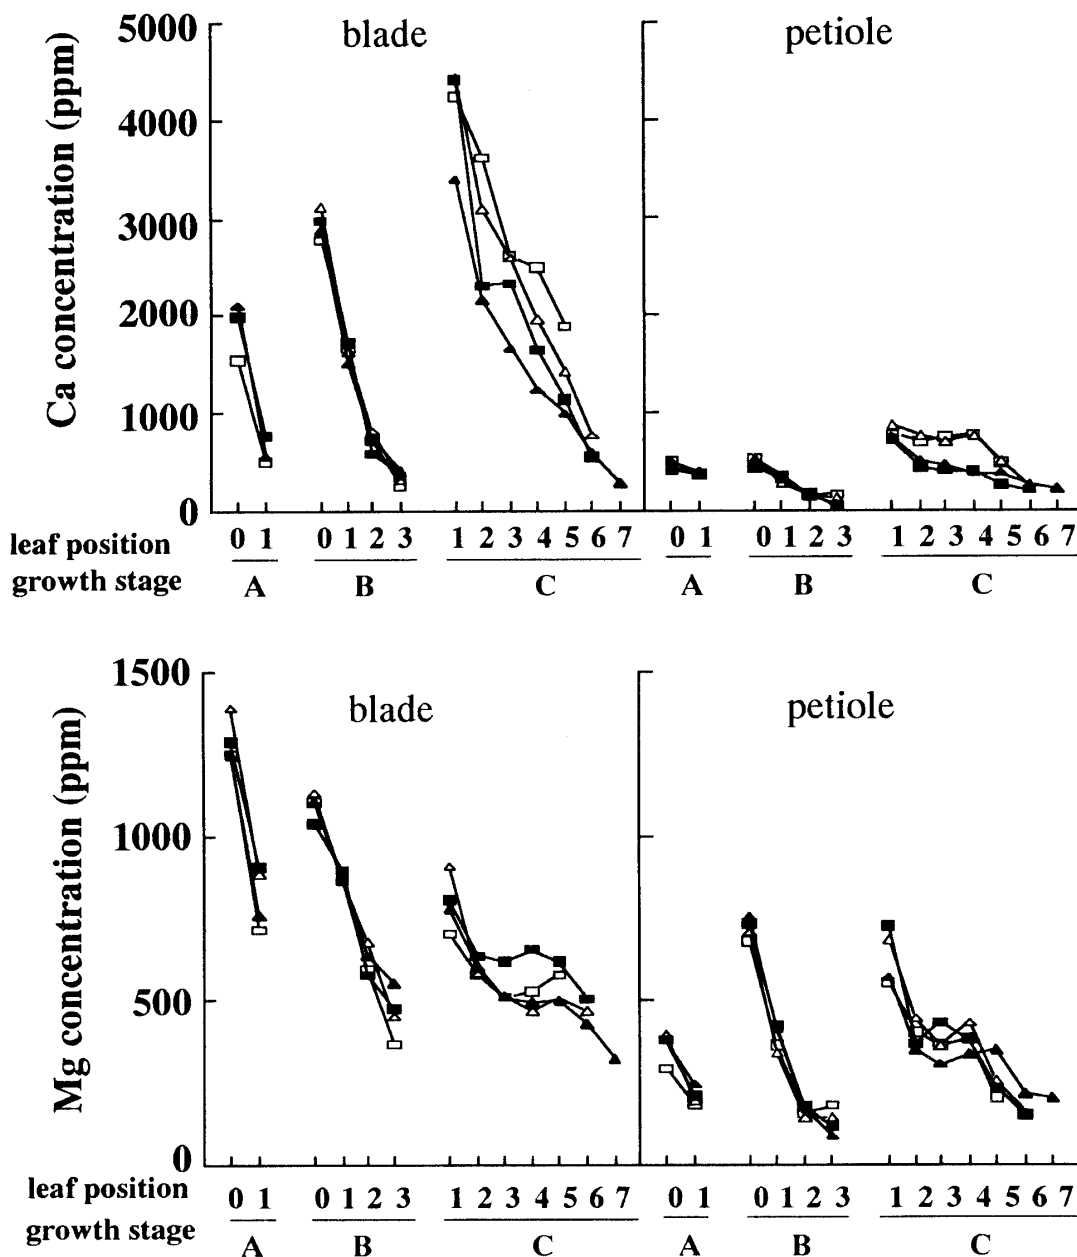 5000
blade
petiole
4000
3000
2000
1000
0
Ca concentration (ppm)
leaf position 0 1 0 1 2 3 1 2 3 4 5 6 7 0 1 0 1 2 3 1 2 3 4 5 6 7
growth stage A B C A B C
1500
blade
petiole
1000
500
0
Mg concentration (ppm)
leaf position 0 1 0 1 2 3 1 2 3 4 5 6 7 0 1 0 1 2 3 1 2 3 4 5 6 7
growth stage A B C A B C